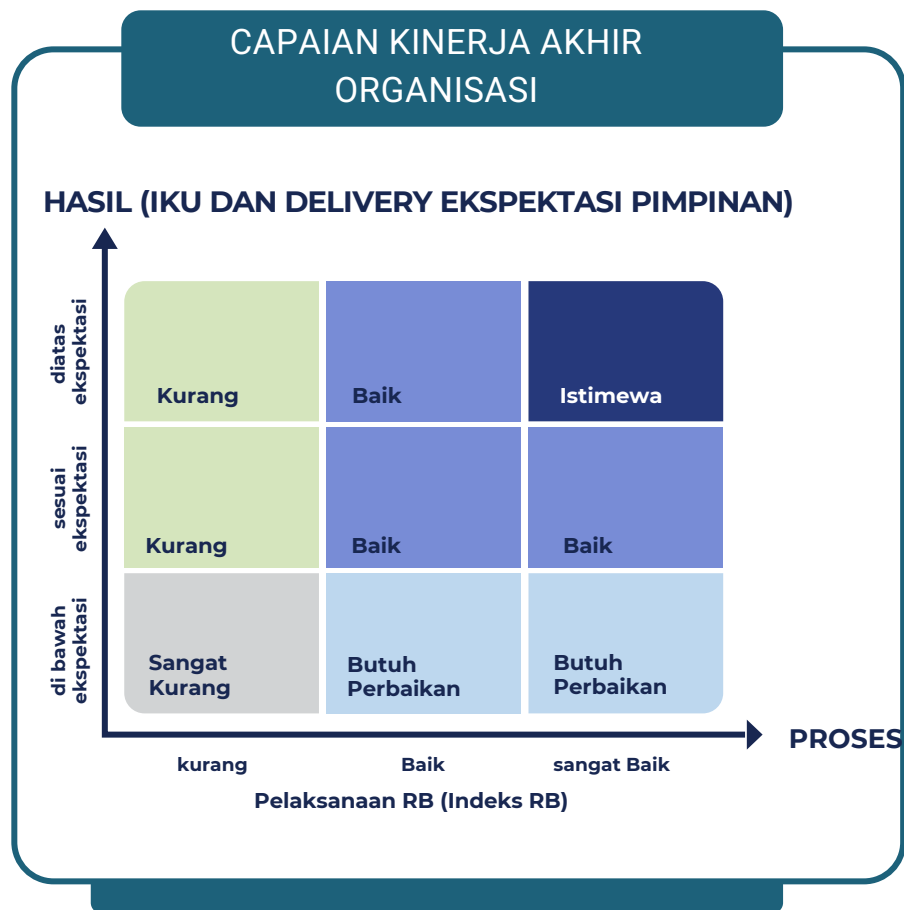 CAPAIAN KINERJA AKHIR
ORGANISASI
HASIL (IKU DAN DELIVERY EKSPEKTASI PIMPINAN)
diatas
ekspektasi
Kurang
Baik
Istimewa
sesuai
ekspektasi
Kurang
Baik
Baik
di bawah
ekspektasi
Sangat
Kurang
Butuh
Perbaikan
Butuh
Perbaikan
PROSES
kurang
Baik
sangat Baik
Pelaksanaan RB (Indeks RB)